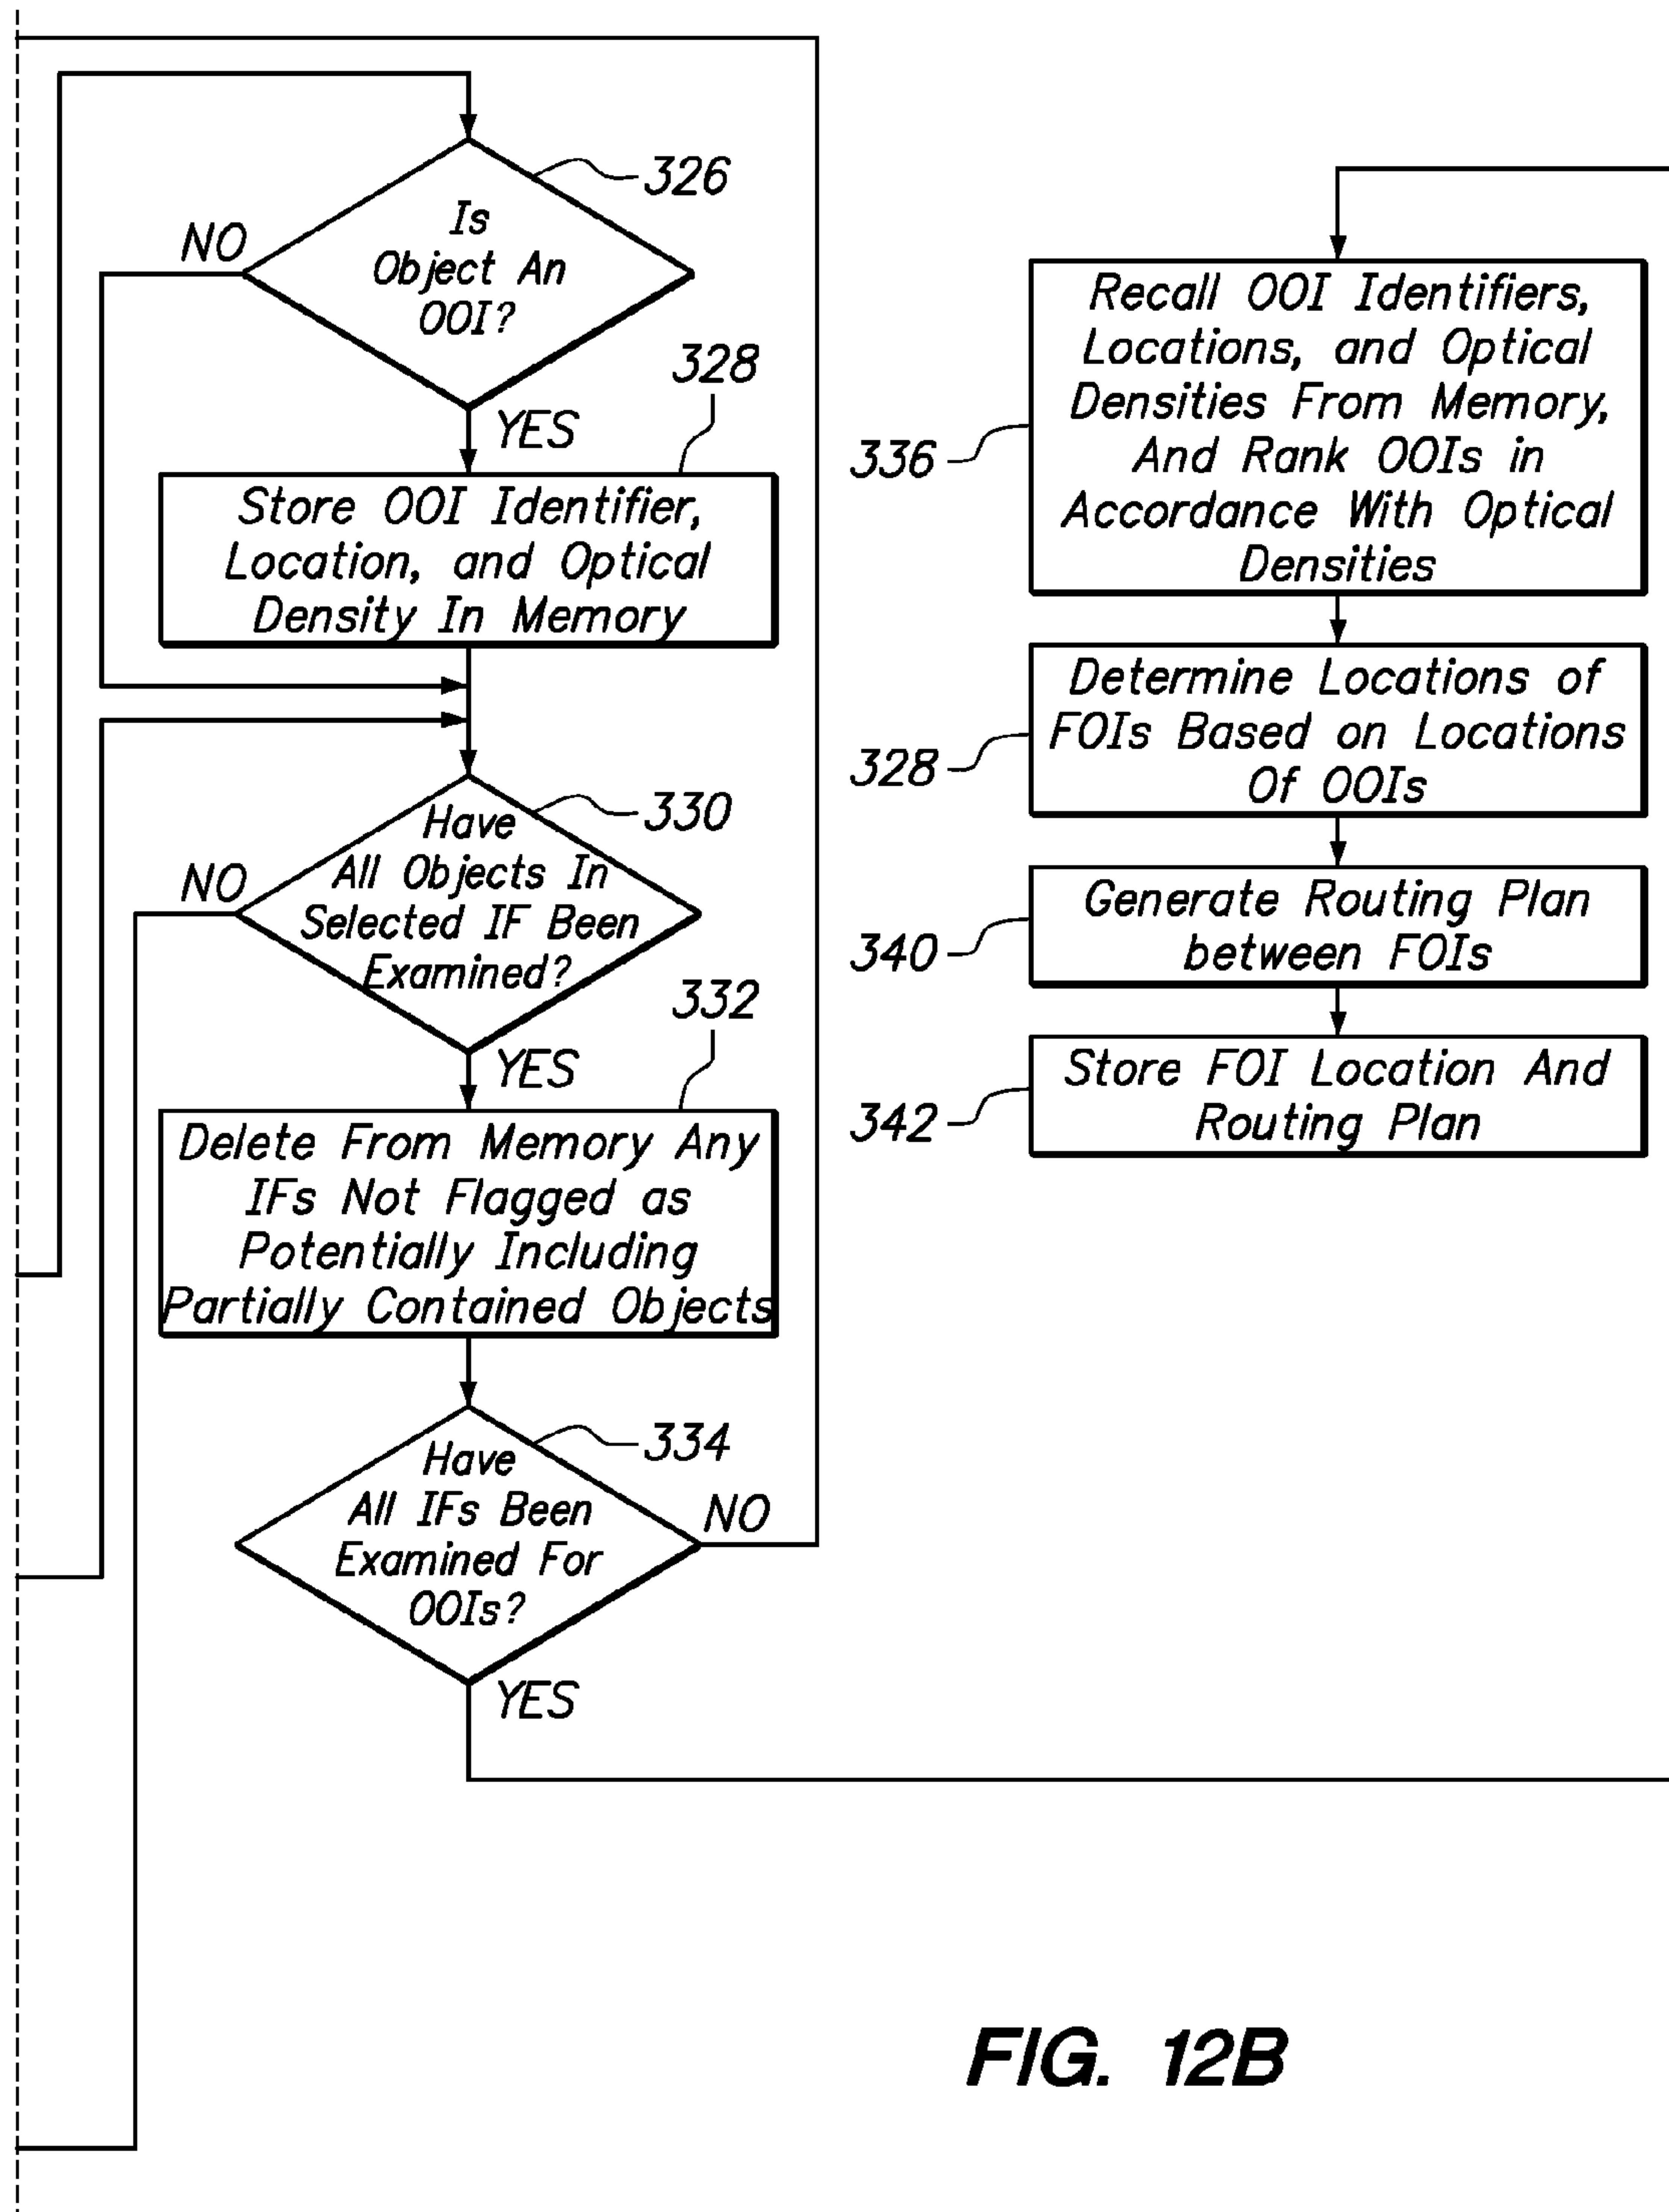 326
Is
Object An
OOI?
NO
YES
328
Store OOI Identifier,
Location, and Optical
Density In Memory
330
Have
All Objects In
Selected IF Been
Examined?
NO
YES
332
Delete From Memory Any
IFs Not Flagged as
Potentially Including
Partially Contained Objects
334
Have
All IFs Been
Examined For
OOIs?
NO
YES
336
Recall OOI Identifiers,
Locations, and Optical
Densities From Memory,
And Rank OOIs in
Accordance With Optical
Densities
328
Determine Locations of
FOIs Based on Locations
Of OOIs
340
Generate Routing Plan
between FOIs
342
Store FOI Location And
Routing Plan
FIG. 12B